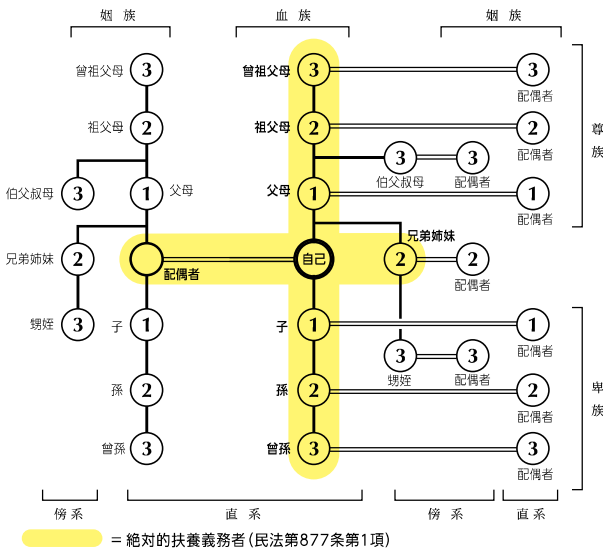 姻族 血族 姻族
曾祖父母 3 曾祖父母 3 3
配偶者
尊族
祖父母 2 祖父母 2 2
配偶者
3 3
伯父叔母 配偶者
伯父叔母 3 1 父母 父母 1 1
配偶者
兄弟姉妹
兄弟姉妹 2 自己 2 2
配偶者 配偶者
甥姪 3 子 1 子 1 1
配偶者
3 3
甥姪 配偶者
卑族
孫 2 孫 2 2
配偶者
曾孫 3 曾孫 3 3
配偶者
傍系 直系 傍系 直系
= 絶対的扶養義務者(民法第877条第1項)